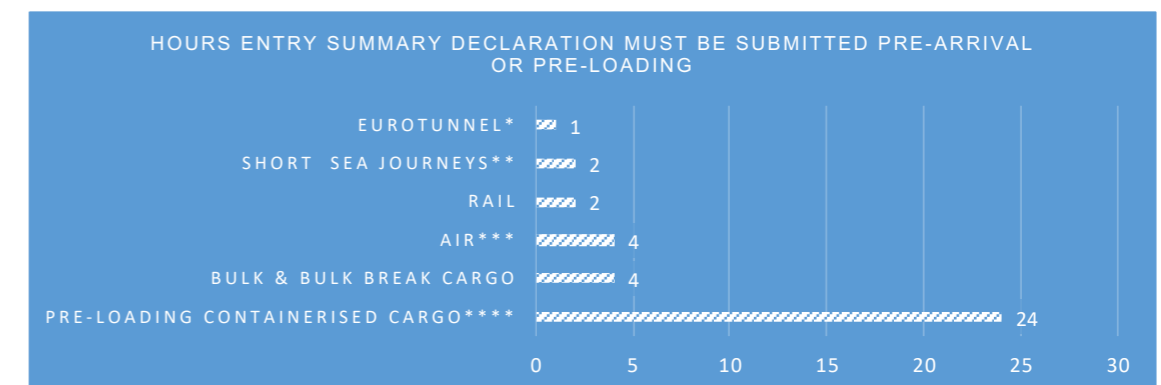 HOURS ENTRY SUMMARY DECLARATION MUST BE SUBMITTED PRE-ARRIVAL
OR PRE-LOADING
EUROTUNNEL* 1
SHORT SEA JOURNEYS** 2
RAIL 2
AIR*** 4
BULK & BULK BREAK CARGO 4
PRE-LOADING CONTAINERISED CARGO**** 24
0 5 10 15 20 25 30